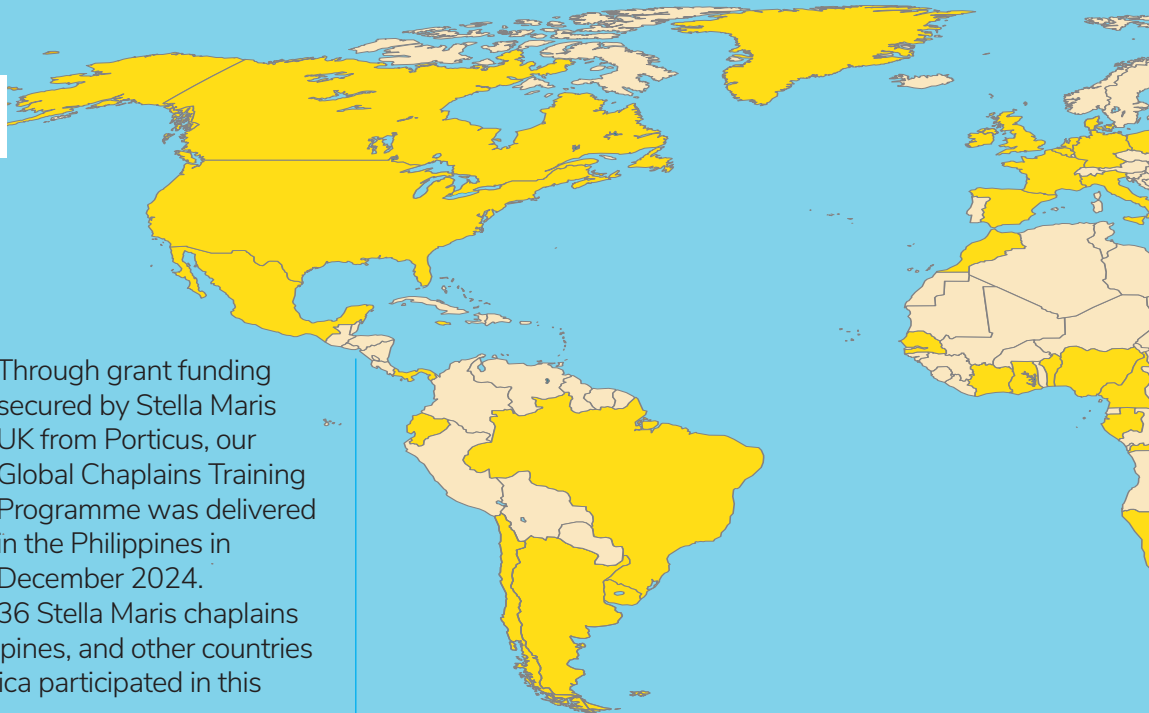 Through grant funding
secured by Stella Maris
UK from Porticus, our
Global Chaplains Training
Programme was delivered
in the Philippines in
December 2024.
36 Stella Maris chaplains
pines, and other countries
ica participated in this